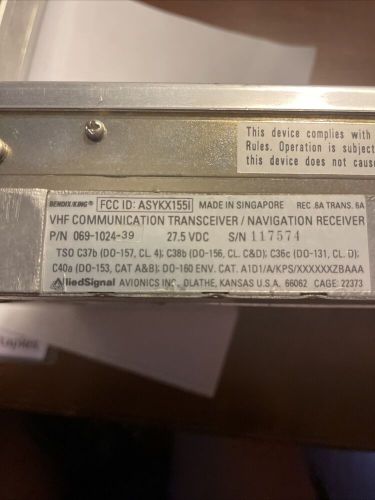 This device complies with
Rules. Operation is subject
this device does not cause
BENDIX/KING® FCC ID: ASYKX155I MADE IN SINGAPORE REC .6A TRANS. 6A
VHF COMMUNICATION TRANSCEIVER / NAVIGATION RECEIVER
P/N 069-1024-39 27.5 VDC S/N 117574
TSO C37b (DO-157, CL. 4); C38b (DO-156, CL. C&D); C36c (DO-131, CL. D);
C40a (DO-153, CAT A&B); DO-160 ENV. CAT. A1D1/A/KPS/XXXXXXZBAAA
AlliedSignal AVIONICS INC., OLATHE, KANSAS U.S.A. 66062 CAGE: 22373